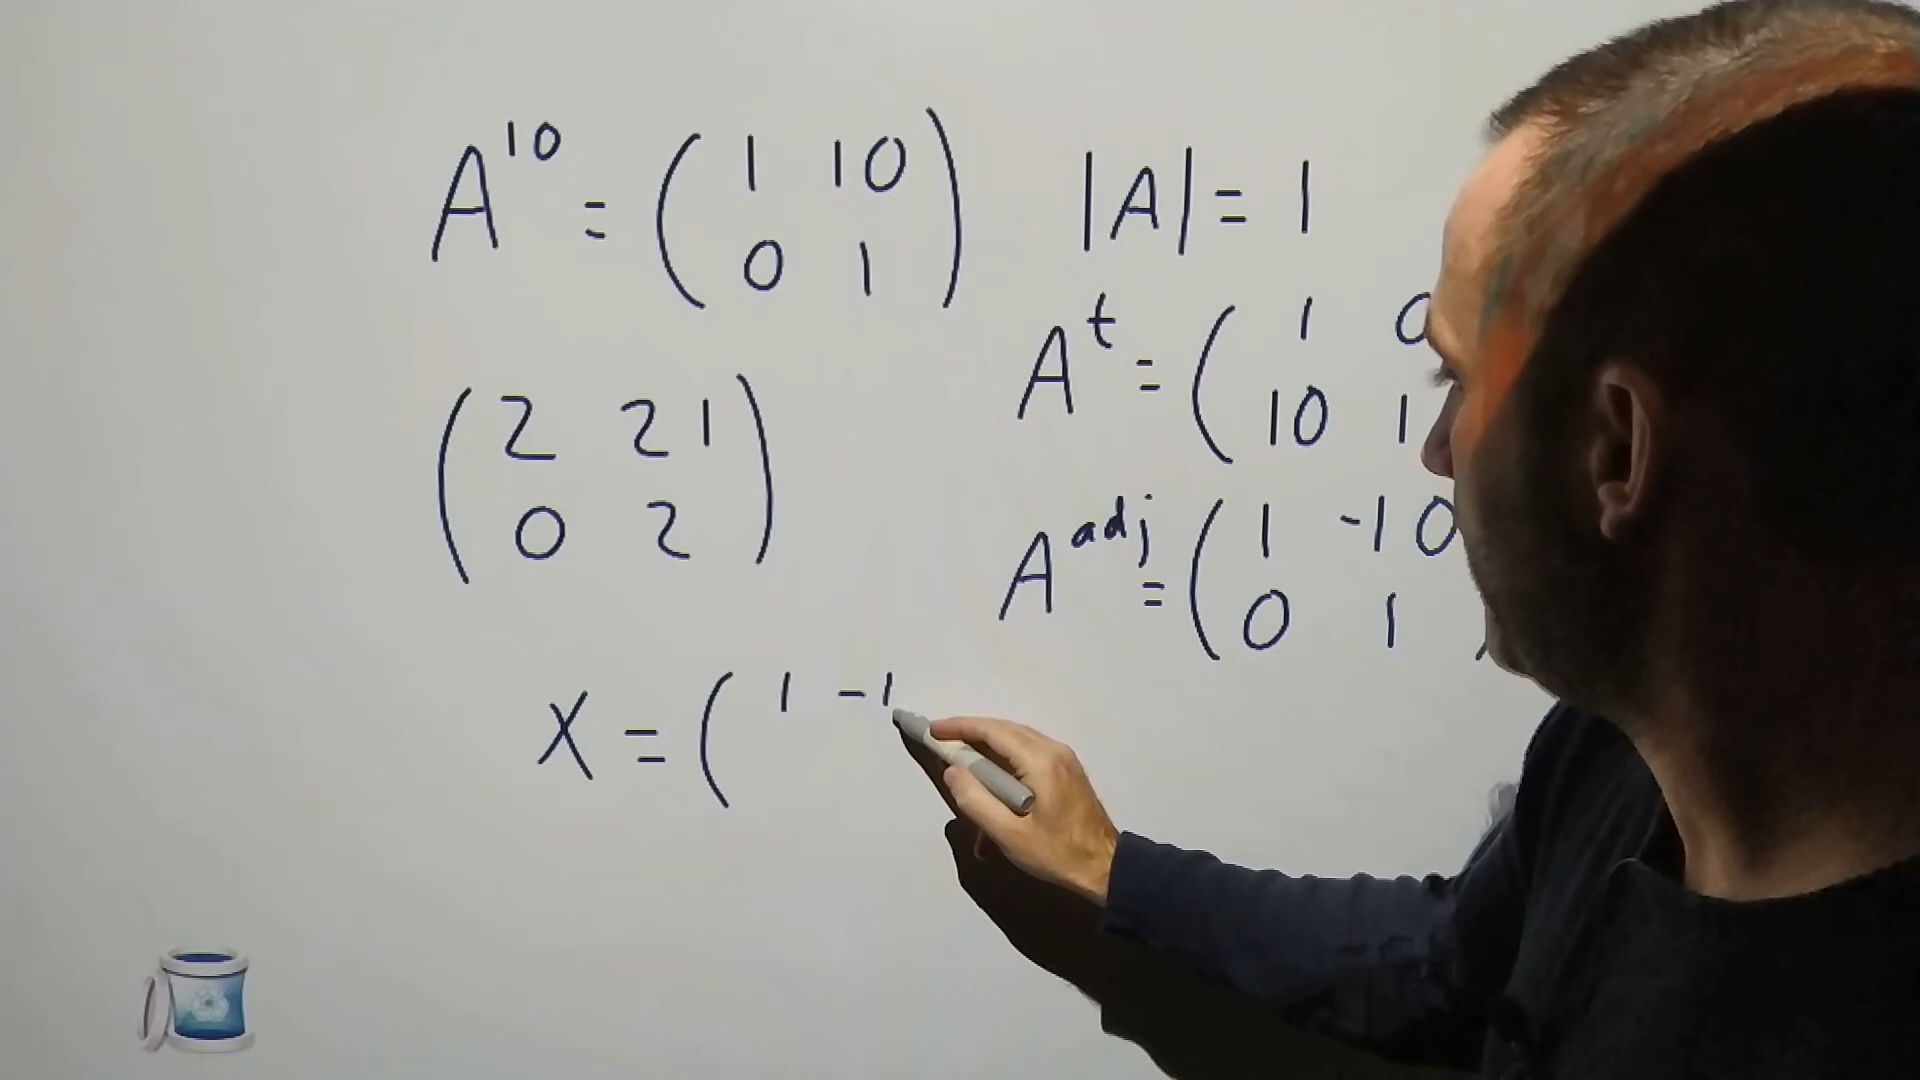 A^10 = ( 1 10
0 1 )
|A| = 1
A^t = ( 1 0
10 1
( 2 21
0 2 )
A^adj = ( 1 -10
0 1 )
X = ( 1 -1